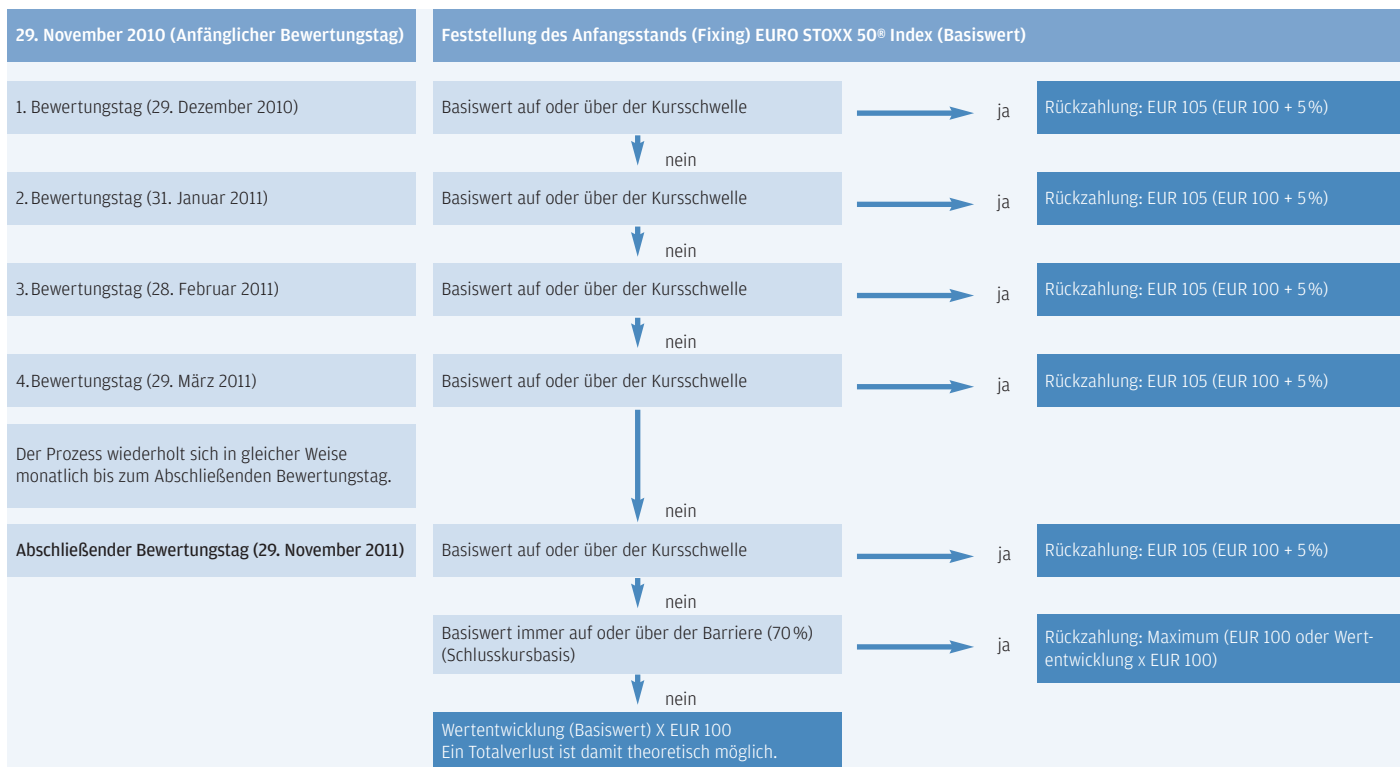 29. November 2010 (Anfänglicher Bewertungstag)
Feststellung des Anfangsstands (Fixing) EURO STOXX 50® Index (Basiswert)
1. Bewertungstag (29. Dezember 2010)
Basiswert auf oder über der Kursschwelle
ja
Rückzahlung: EUR 105 (EUR 100 + 5 %)
nein
2. Bewertungstag (31. Januar 2011)
Basiswert auf oder über der Kursschwelle
ja
Rückzahlung: EUR 105 (EUR 100 + 5 %)
nein
3. Bewertungstag (28. Februar 2011)
Basiswert auf oder über der Kursschwelle
ja
Rückzahlung: EUR 105 (EUR 100 + 5 %)
nein
4. Bewertungstag (29. März 2011)
Basiswert auf oder über der Kursschwelle
ja
Rückzahlung: EUR 105 (EUR 100 + 5 %)
Der Prozess wiederholt sich in gleicher Weise
monatlich bis zum Abschließenden Bewertungstag.
nein
Abschließender Bewertungstag (29. November 2011)
Basiswert auf oder über der Kursschwelle
ja
Rückzahlung: EUR 105 (EUR 100 + 5 %)
nein
Basiswert immer auf oder über der Barriere (70 %)
(Schlusskursbasis)
ja
Rückzahlung: Maximum (EUR 100 oder Wert-
entwicklung x EUR 100)
nein
Wertentwicklung (Basiswert) X EUR 100
Ein Totalverlust ist damit theoretisch möglich.